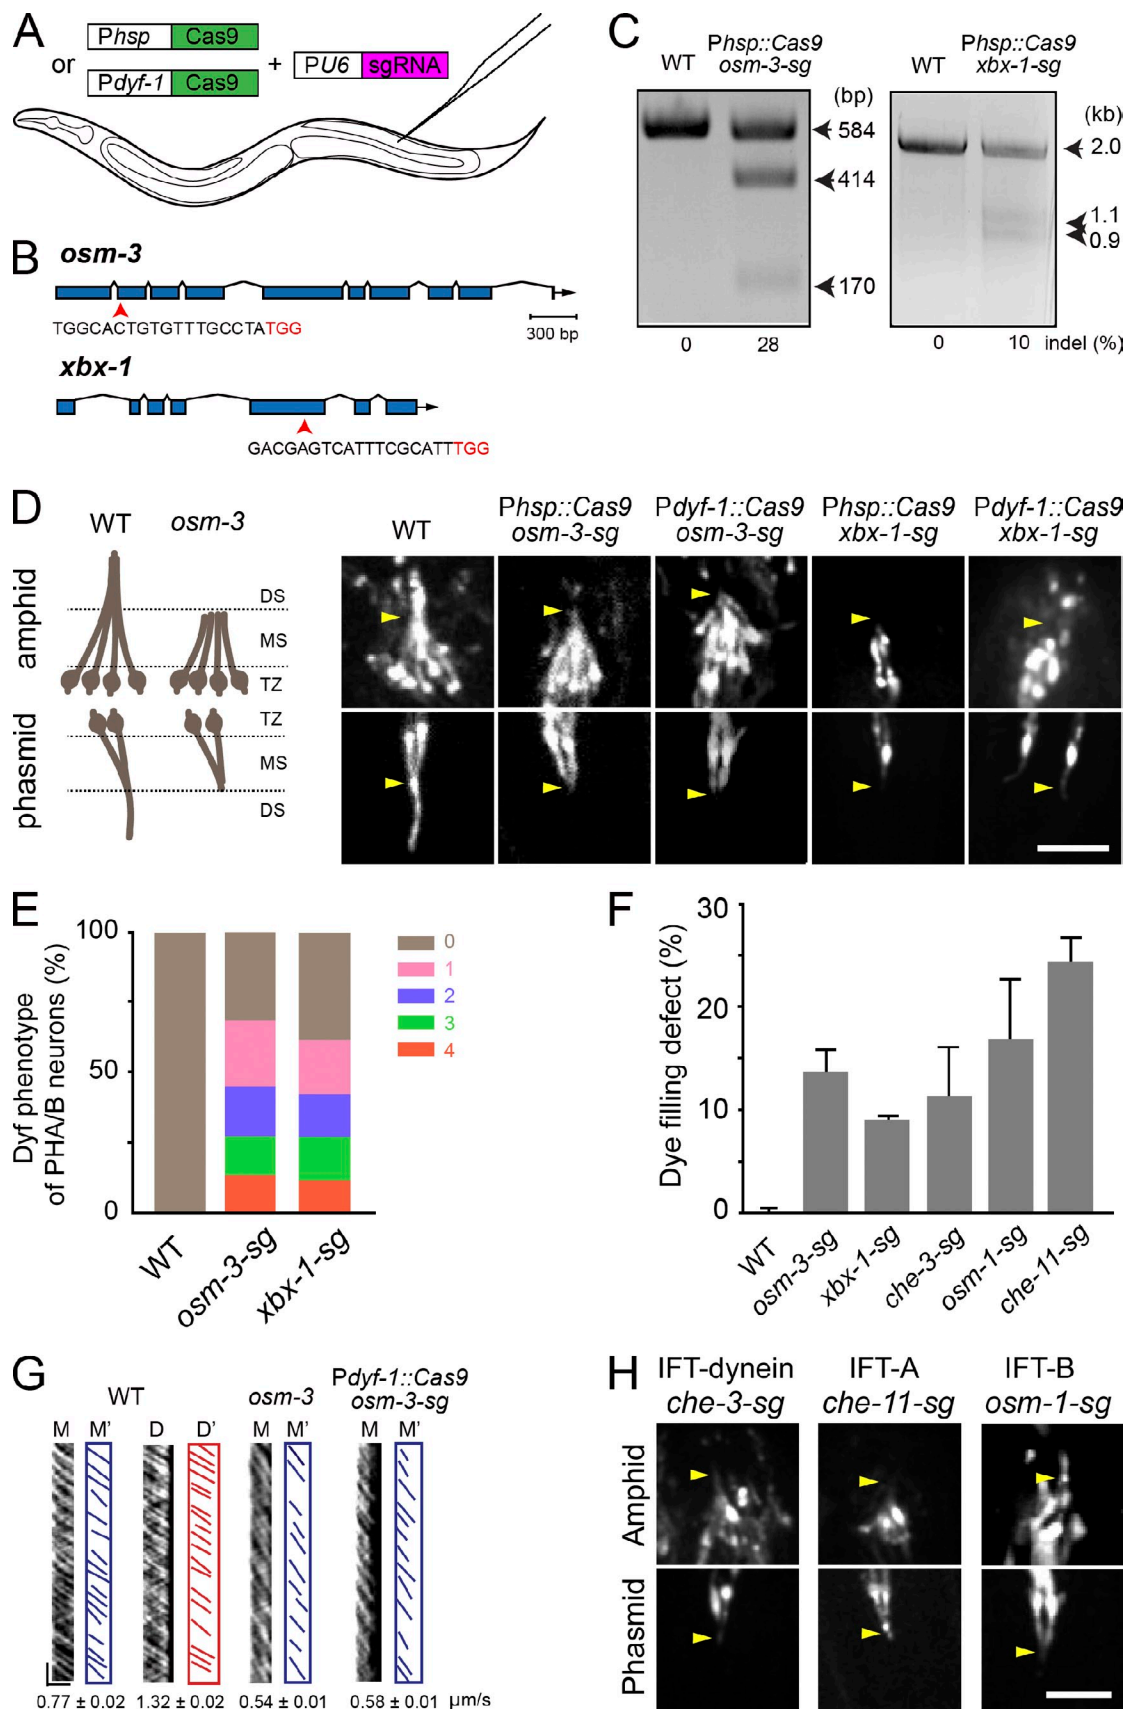 A
Phsp Cas9
or
+
PU6 sgRNA
Pdyf-1 Cas9
B
osm-3
TGGCACTGTGTTTGCCTATGG
300 bp
xbx-1
GACGAGTCATTTCGCATTTGG
C
WT
Phsp::Cas9
osm-3-sg
(bp)
584
414
170
0
28
WT
Phsp::Cas9
xbx-1-sg
(kb)
2.0
1.1
0.9
0
10
indel (%)
D
WT
osm-3
amphid
DS
MS
TZ
phasmid
TZ
MS
DS
WT
Phsp::Cas9
osm-3-sg
Pdyf-1::Cas9
osm-3-sg
Phsp::Cas9
xbx-1-sg
Pdyf-1::Cas9
xbx-1-sg
E
Dyf phenotype
of PHA/B neurons (%)
100
50
0
WT
osm-3-sg
xbx-1-sg
0
1
2
3
4
F
Dye filling defect (%)
30
20
10
0
WT
osm-3-sg
xbx-1-sg
che-3-sg
osm-1-sg
che-11-sg
G
WT
osm-3
Pdyf-1::Cas9
osm-3-sg
M M' D D' M M' M M'
0.77 ± 0.02 1.32 ± 0.02 0.54 ± 0.01 0.58 ± 0.01 µm/s
H
IFT-dynein
che-3-sg
IFT-A
che-11-sg
IFT-B
osm-1-sg
Amphid
Phasmid